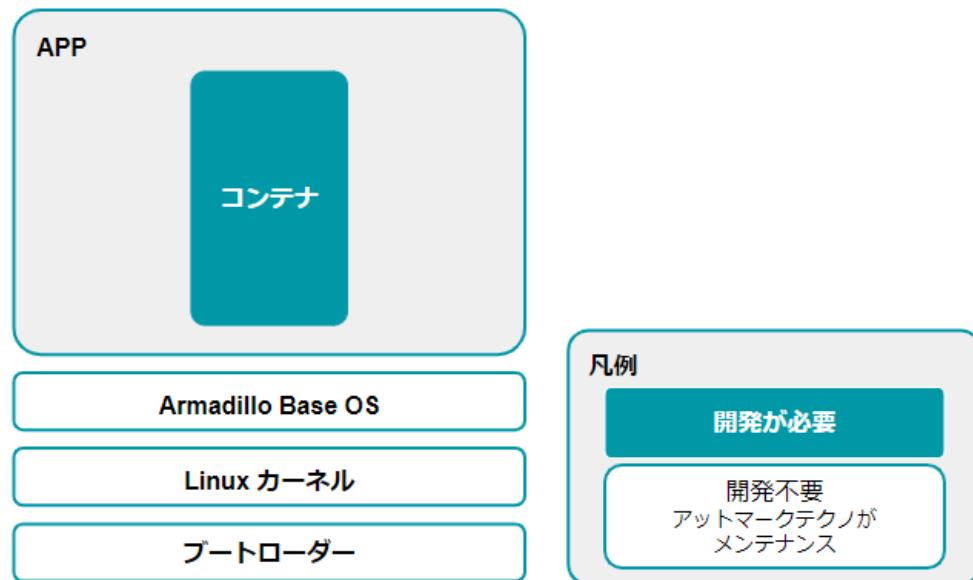 APP
コンテナ
Armadillo Base OS
Linux カーネル
ブートローダー
凡例
開発が必要
開発不要
アットマークテクノが
メンテナンス